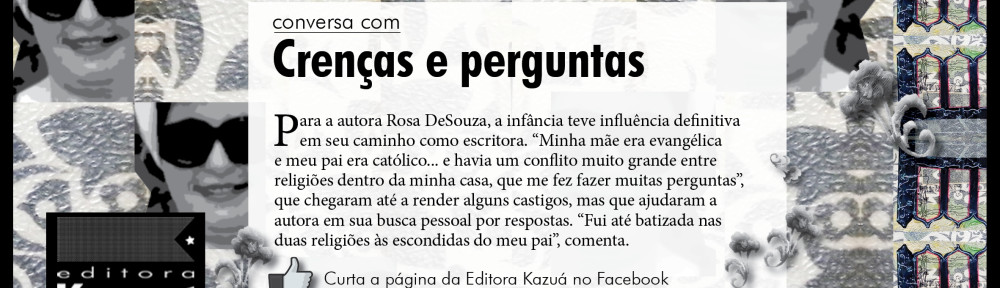 conversa com
Crenças e perguntas
Para a autora Rosa DeSouza, a infância teve influência definitiva
em seu caminho como escritora. “Minha mãe era evangélica
e meu pai era católico... e havia um conflito muito grande entre
religiões dentro da minha casa, que me fez fazer muitas perguntas”,
que chegaram até a render alguns castigos, mas que ajudaram a
autora em sua busca pessoal por respostas. “Fui até batizada nas
duas religiões às escondidas do meu pai”, comenta.
Curta a página da Editora Kazuá no Facebook
editora